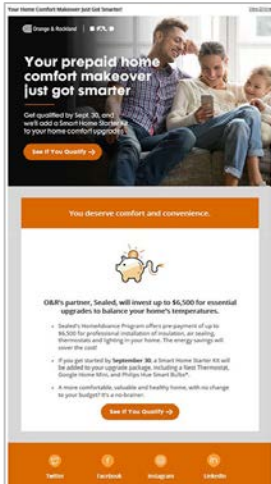 Your Home Comfort Makeover Just Got Smarter!
Orange & Rockland
Your prepaid home
comfort makeover
just got smarter
Get qualified by Sept. 30, and
we'll add a Smart Home Starter Kit
to your home comfort upgrade.
See If You Qualify →
You deserve comfort and convenience.
O&R's partner, Sealed, will invest up to $6,500 for essential
upgrades to balance your home's temperatures.
• Sealed's HomeAdvance Program offers pre-payment of up to
$6,500 for professional installation of insulation, air sealing,
thermostats and lighting in your home. The energy savings will
cover the cost!
• If you get started by September 30, a Smart Home Starter Kit will
be added to your upgrade package, including a Nest Thermostat,
Google Home Mini, and Philips Hue Smart Bulbs*.
• A more comfortable, valuable and healthy home, with no change
to your budget? It's a no-brainer.
See If You Qualify →
Twitter
Facebook
Instagram
LinkedIn